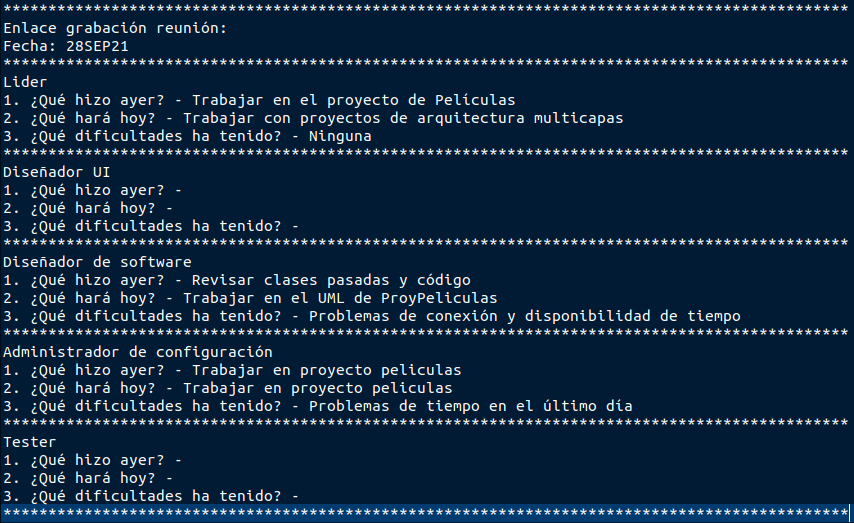 **********************************************************************************************
Enlace grabación reunión:
Fecha: 28SEP21
**********************************************************************************************
Lider
1. ¿Qué hizo ayer? - Trabajar en el proyecto de Películas
2. ¿Qué hará hoy? - Trabajar con proyectos de arquitectura multicapas
3. ¿Qué dificultades ha tenido? - Ninguna
**********************************************************************************************
Diseñador UI
1. ¿Qué hizo ayer? -
2. ¿Qué hará hoy? -
3. ¿Qué dificultades ha tenido? -
**********************************************************************************************
Diseñador de software
1. ¿Qué hizo ayer? - Revisar clases pasadas y código
2. ¿Qué hará hoy? - Trabajar en el UML de ProyPeliculas
3. ¿Qué dificultades ha tenido? - Problemas de conexión y disponibilidad de tiempo
**********************************************************************************************
Administrador de configuración
1. ¿Qué hizo ayer? - Trabajar en proyecto peliculas
2. ¿Qué hará hoy? - Trabajar en proyecto peliculas
3. ¿Qué dificultades ha tenido? - Problemas de tiempo en el último día
**********************************************************************************************
Tester
1. ¿Qué hizo ayer? -
2. ¿Qué hará hoy? -
3. ¿Qué dificultades ha tenido? -
**********************************************************************************************